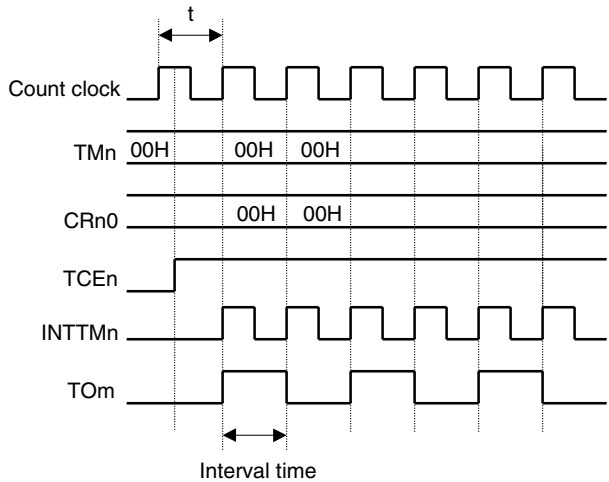 t
Count clock
TMn 00H 00H 00H
CRn0 00H 00H
TCEn
INTTMn
TOm
Interval time